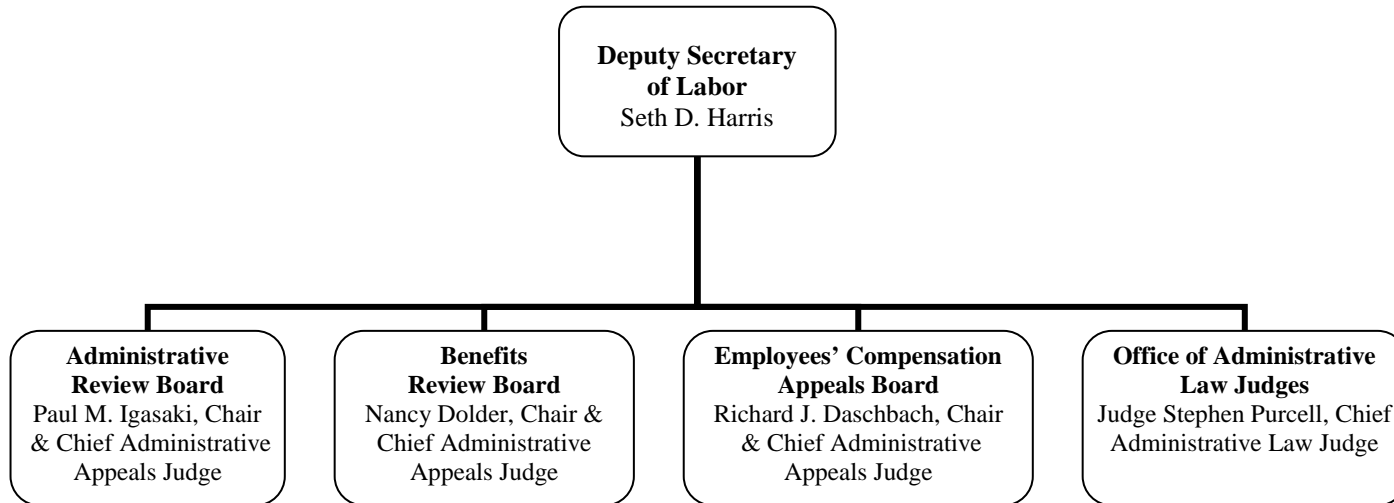 Deputy Secretary
of Labor
Seth D. Harris
Administrative
Review Board
Paul M. Igasaki, Chair
& Chief Administrative
Appeals Judge
Benefits
Review Board
Nancy Dolder, Chair &
Chief Administrative
Appeals Judge
Employees’ Compensation
Appeals Board
Richard J. Daschbach, Chair
& Chief Administrative
Appeals Judge
Office of Administrative
Law Judges
Judge Stephen Purcell, Chief
Administrative Law Judge